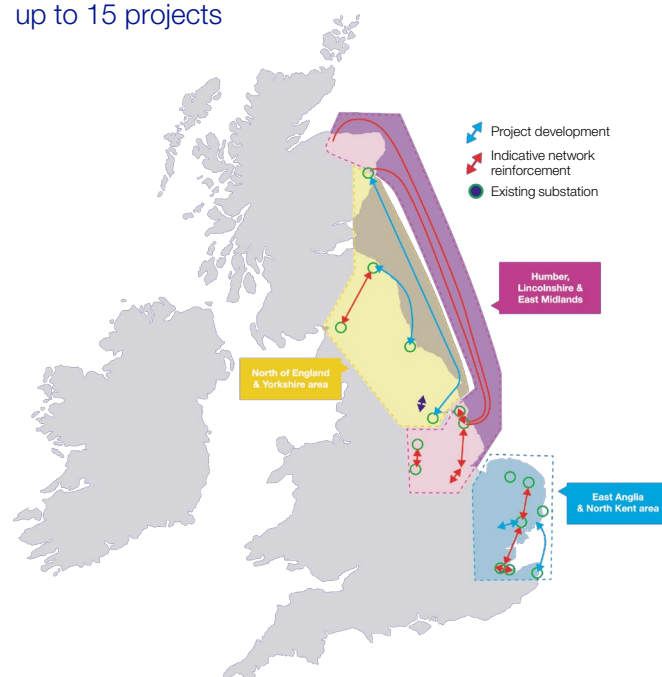 up to 15 projects
Project development
Indicative network
reinforcement
Existing substation
Humber,
Lincolnshire &
East Midlands
North of England
& Yorkshire area
East Anglia
& North Kent area